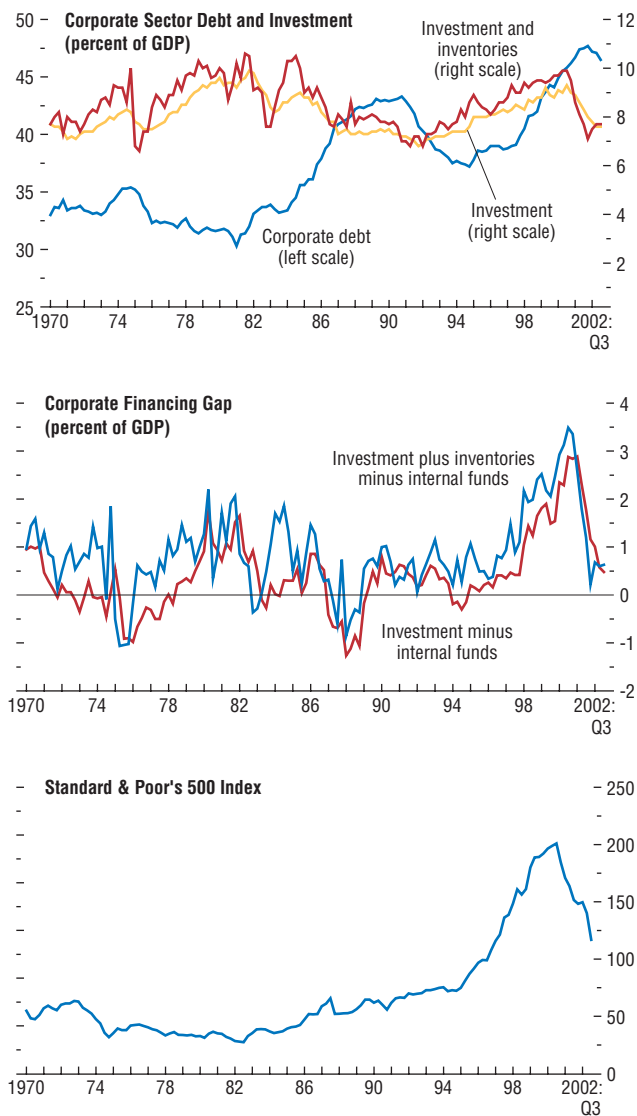 Corporate Sector Debt and Investment
(percent of GDP)
50
45
40
35
30
25
12
10
8
6
4
2
0
Investment and
inventories
(right scale)
Investment
(right scale)
Corporate debt
(left scale)
1970 74 78 82 86 90 94 98 2002:
Q3
Corporate Financing Gap
(percent of GDP)
4
3
2
1
0
-1
-2
Investment plus inventories
minus internal funds
Investment minus
internal funds
1970 74 78 82 86 90 94 98 2002:
Q3
Standard & Poor's 500 Index
250
200
150
100
50
0
1970 74 78 82 86 90 94 98 2002:
Q3